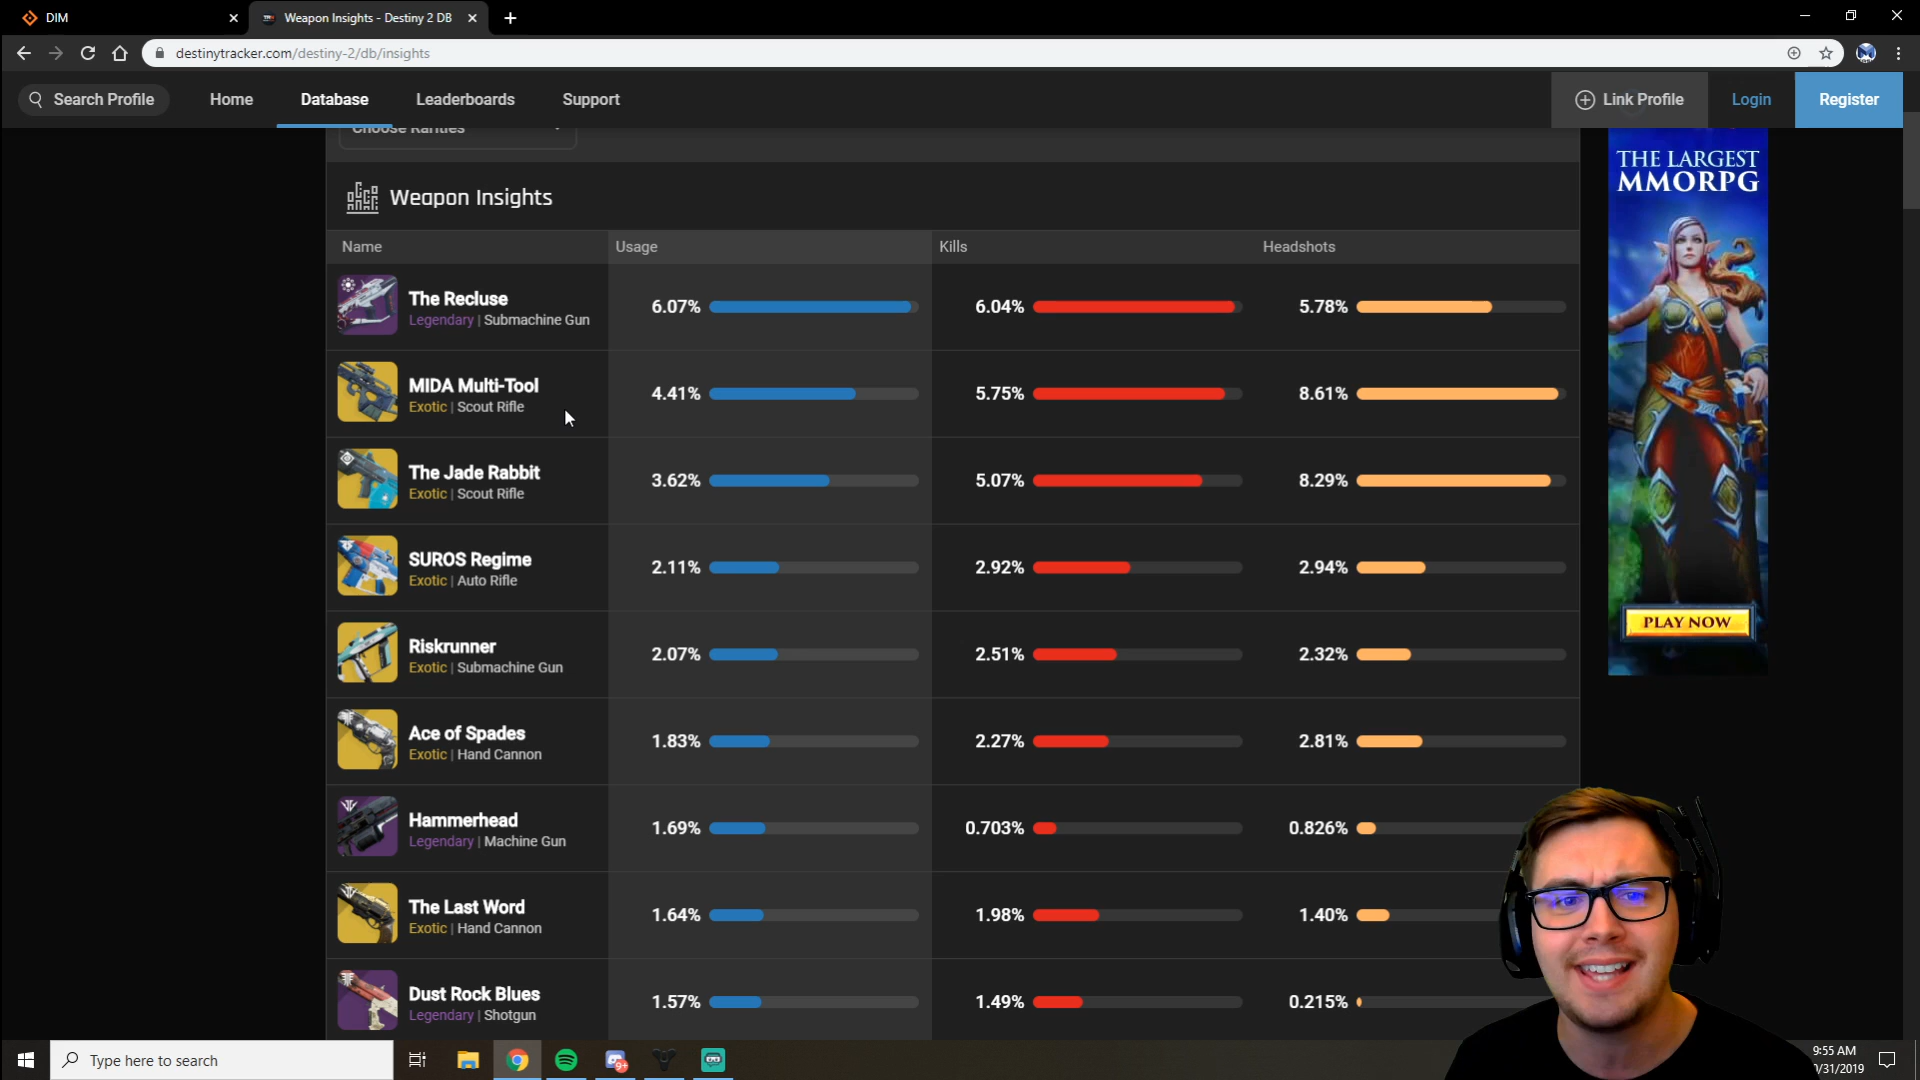 DIM
Weapon Insights - Destiny 2 DB
destinytracker.com/destiny-2/db/insights
Search Profile
Home
Database
Leaderboards
Support
Link Profile
Login
Register
Choose Rarities
Weapon Insights
Name Usage Kills Headshots
The Recluse
Legendary | Submachine Gun
6.07% 6.04% 5.78%
MIDA Multi-Tool
Exotic | Scout Rifle
4.41% 5.75% 8.61%
The Jade Rabbit
Exotic | Scout Rifle
3.62% 5.07% 8.29%
SUROS Regime
Exotic | Auto Rifle
2.11% 2.92% 2.94%
Riskrunner
Exotic | Submachine Gun
2.07% 2.51% 2.32%
Ace of Spades
Exotic | Hand Cannon
1.83% 2.27% 2.81%
Hammerhead
Legendary | Machine Gun
1.69% 0.703% 0.826%
The Last Word
Exotic | Hand Cannon
1.64% 1.98% 1.40%
Dust Rock Blues
Legendary | Shotgun
1.57% 1.49% 0.215%
THE LARGEST
MMORPG
PLAY NOW
Type here to search
9+
9:55 AM
/31/2019